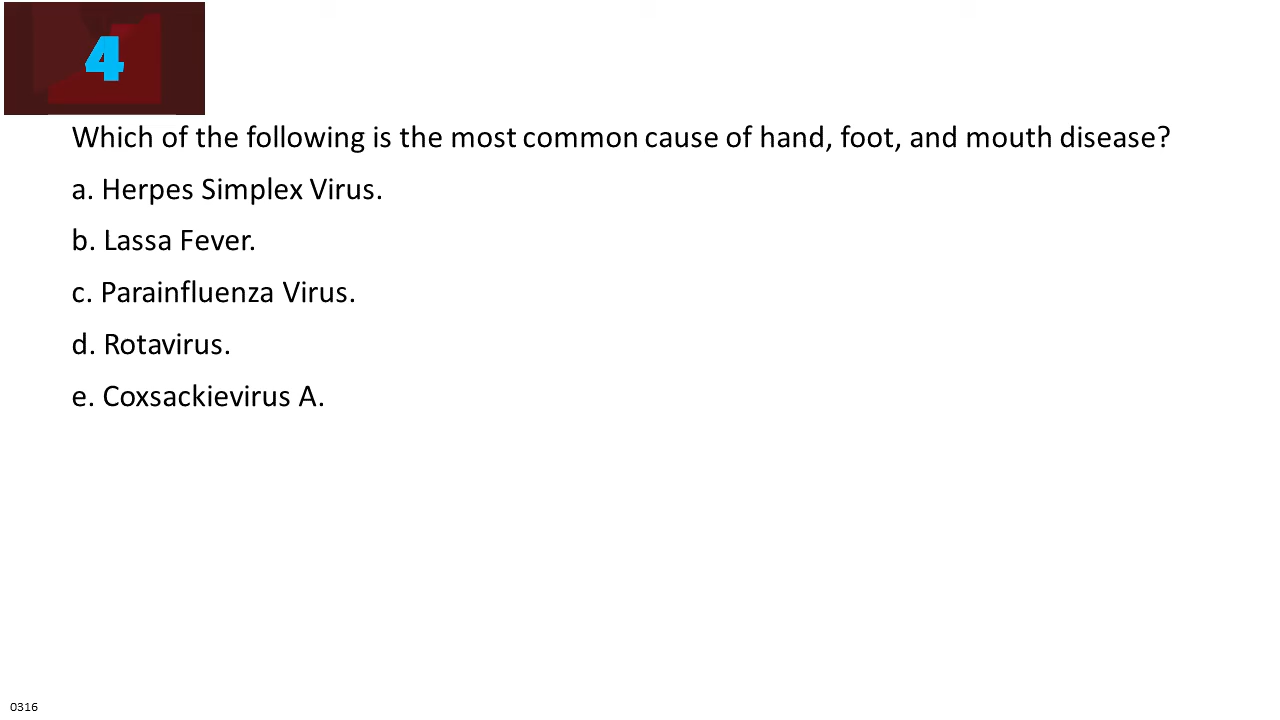 4
Which of the following is the most common cause of hand, foot, and mouth disease?
a. Herpes Simplex Virus.
b. Lassa Fever.
c. Parainfluenza Virus.
d. Rotavirus.
e. Coxsackievirus A.
0316